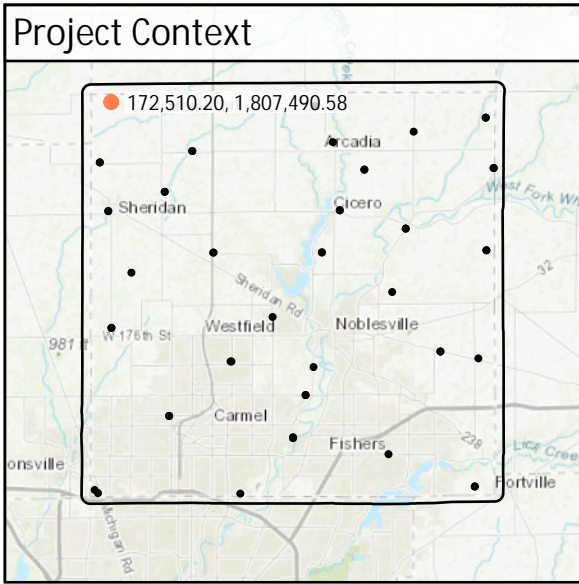 Project Context
172,510.20, 1,807,490.58
Arcadia
Sheridan
Cicero
West Fork Wh
Sheridan Rd
32
Westfield
Noblesville
W 176th St
981 ft
Carmel
Fishers
238
Lick Cree
onsville
Fortville
Michigan Rd